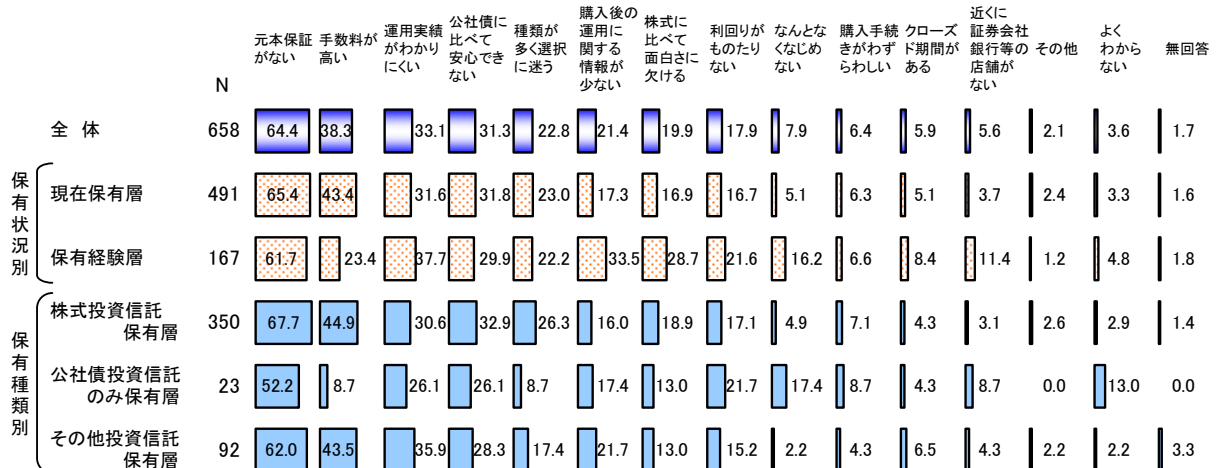 元本保証
がない
手数料が
高い
運用実績
がわかり
にくい
公社債に
比べて
安心でき
ない
種類が
多く選択
に迷う
購入後の
運用に
関する
情報が
少ない
株式に
比べて
面白さに
欠ける
利回りが
ものたり
ない
なんとな
くなじめ
ない
購入手続
きがわず
らわしい
クローズ
ド期間が
ある
近くに
証券会社
銀行等の
店舗が
ない
その他
よく
わからない
無回答
N
全 体 658 64.4 38.3 33.1 31.3 22.8 21.4 19.9 17.9 7.9 6.4 5.9 5.6 2.1 3.6 1.7
保有状況別
現在保有層 491 65.4 43.4 31.6 31.8 23.0 17.3 16.9 16.7 5.1 6.3 5.1 3.7 2.4 3.3 1.6
保有経験層 167 61.7 23.4 37.7 29.9 22.2 33.5 28.7 21.6 16.2 6.6 8.4 11.4 1.2 4.8 1.8
保有種類別
株式投資信託
保有層 350 67.7 44.9 30.6 32.9 26.3 16.0 18.9 17.1 4.9 7.1 4.3 3.1 2.6 2.9 1.4
公社債投資信託
のみ保有層 23 52.2 8.7 26.1 26.1 8.7 17.4 13.0 21.7 17.4 8.7 4.3 8.7 0.0 13.0 0.0
その他投資信託
保有層 92 62.0 43.5 35.9 28.3 17.4 21.7 13.0 15.2 2.2 4.3 6.5 4.3 2.2 2.2 3.3